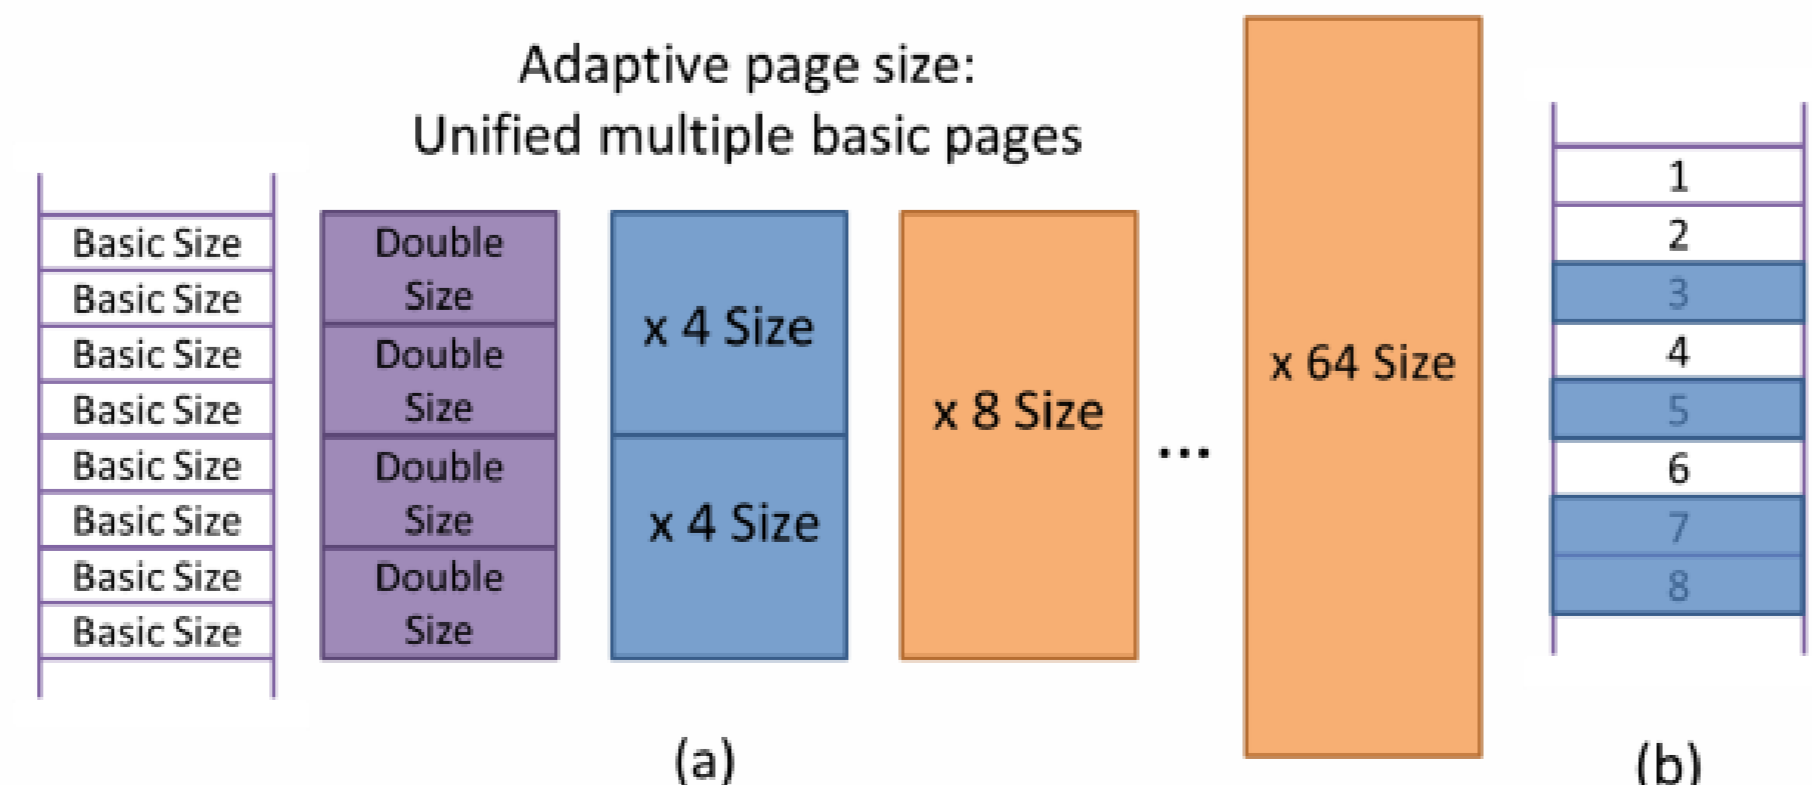 Adaptive page size:
Unified multiple basic pages
Basic Size
Basic Size
Basic Size
Basic Size
Basic Size
Basic Size
Basic Size
Basic Size
Double
Size
Double
Size
Double
Size
Double
Size
x 4 Size
x 4 Size
x 8 Size
...
x 64 Size
(a)
1
2
3
4
5
6
7
8
(b)